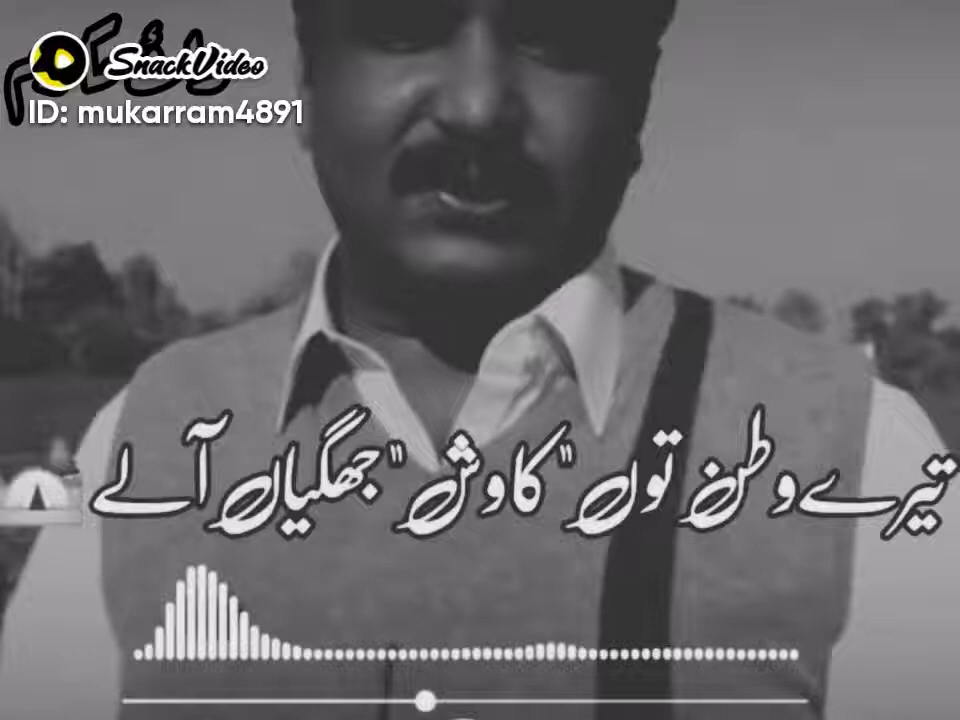 SnackVideo
ID: mukarram4891
تیرے وطن توں "کاوش" جھگیاں آلے